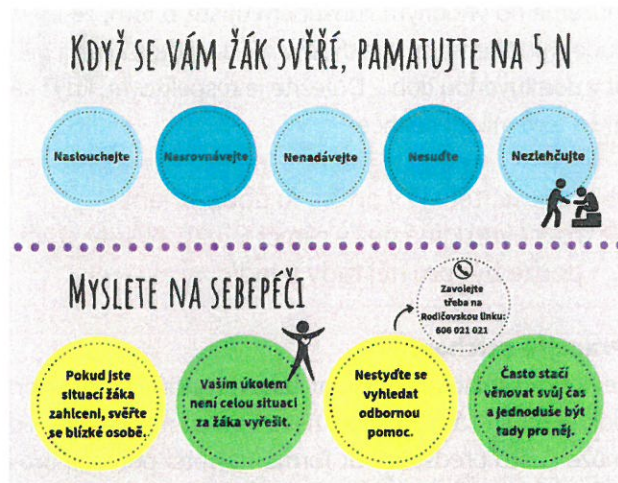 KDYŽ SE VÁM ŽÁK SVĚŘÍ, PAMATUJTE NA 5 N
Naslouchejte
Nesrovnávejte
Nenadávejte
Nesuďte
Nezlehčujte
MYSLETE NA SEBEPÉČI
Zavolejte
třeba na
Rodičovskou linku:
606 021 021
Pokud jste
situací žáka
zahlceni, svěřte
se blízké osobě.
Vaším úkolem
není celou situaci
za žáka vyřešit.
Nestyďte se
vyhledat
odbornou
pomoc.
Často stačí
věnovat svůj čas
a jednoduše být
tady pro něj.